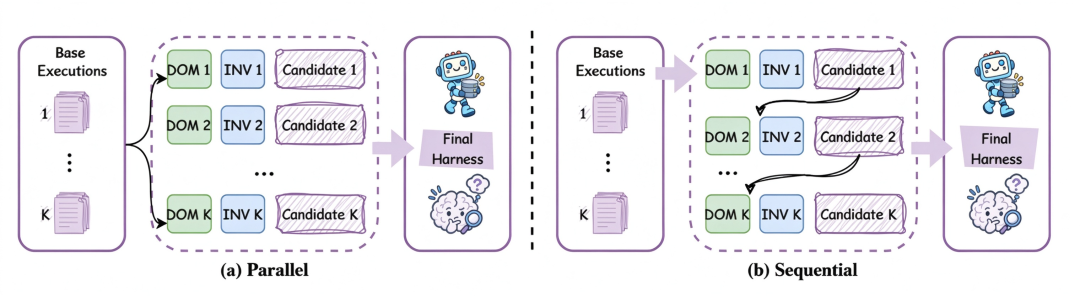 Base
Executions
1
⋮
K
DOM 1 INV 1 Candidate 1
DOM 2 INV 2 Candidate 2
...
DOM K INV K Candidate K
?
Final
Harness
(a) Parallel
Base
Executions
1
⋮
K
DOM 1 INV 1 Candidate 1
DOM 2 INV 2 Candidate 2
...
DOM K INV K Candidate K
Final
Harness
?
(b) Sequential